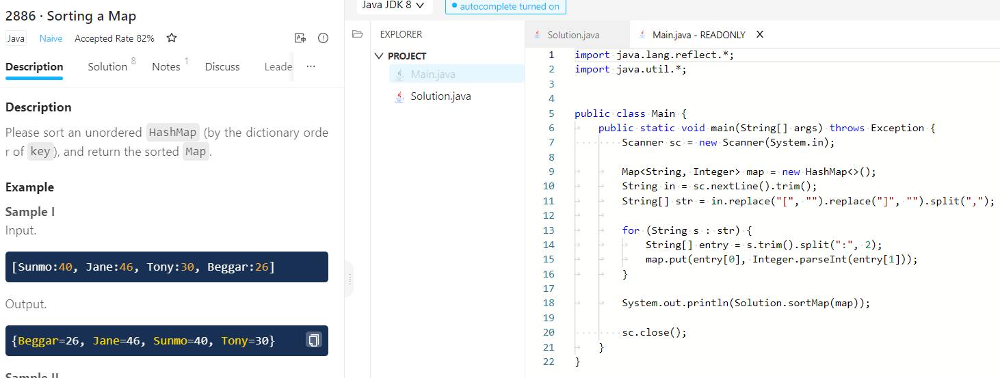 2886 · Sorting a Map
Java Naive Accepted Rate 82%
Description Solution 8 Notes 1 Discuss Leade ...
Description
Please sort an unordered HashMap (by the dictionary orde
r of key), and return the sorted Map.
Example
Sample I
Input.
[Sunmo:40, Jane:46, Tony:30, Beggar:26]
Output.
{Beggar=26, Jane=46, Sunmo=40, Tony=30}
Sample II
Java JDK 8 autocomplete turned on
EXPLORER
PROJECT
Main.java
Solution.java
Solution.java Main.java - READONLY X
1 import java.lang.reflect.*;
2 import java.util.*;
3
4
5 public class Main {
6 public static void main(String[] args) throws Exception {
7 Scanner sc = new Scanner(System.in);
8
9 Map<String, Integer> map = new HashMap<>();
10 String in = sc.nextLine().trim();
11 String[] str = in.replace("[", "").replace("]", "").split(",");
12
13 for (String s : str) {
14 String[] entry = s.trim().split(":", 2);
15 map.put(entry[0], Integer.parseInt(entry[1]));
16 }
17
18 System.out.println(Solution.sortMap(map));
19
20 sc.close();
21 }
22 }